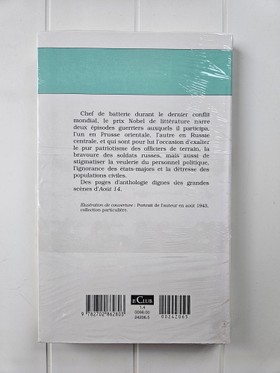 Chef de batterie durant le dernier conflit
mondial, le prix Nobel de littérature narre
deux épisodes guerriers auxquels il participa,
l'un en Prusse orientale, l'autre en Russie
centrale, et qui sont pour lui l'occasion d'exalter
le pur patriotisme des officiers de terrain, la
bravoure des soldats russes, mais aussi de
stigmatiser la veulerie du personnel politique,
l'ignorance des états-majors et la détresse des
populations civiles.
Des pages d'anthologie dignes des grandes
scènes d'Août 14.
Illustration de couverture : Portrait de l'auteur en août 1943,
collection particulière.